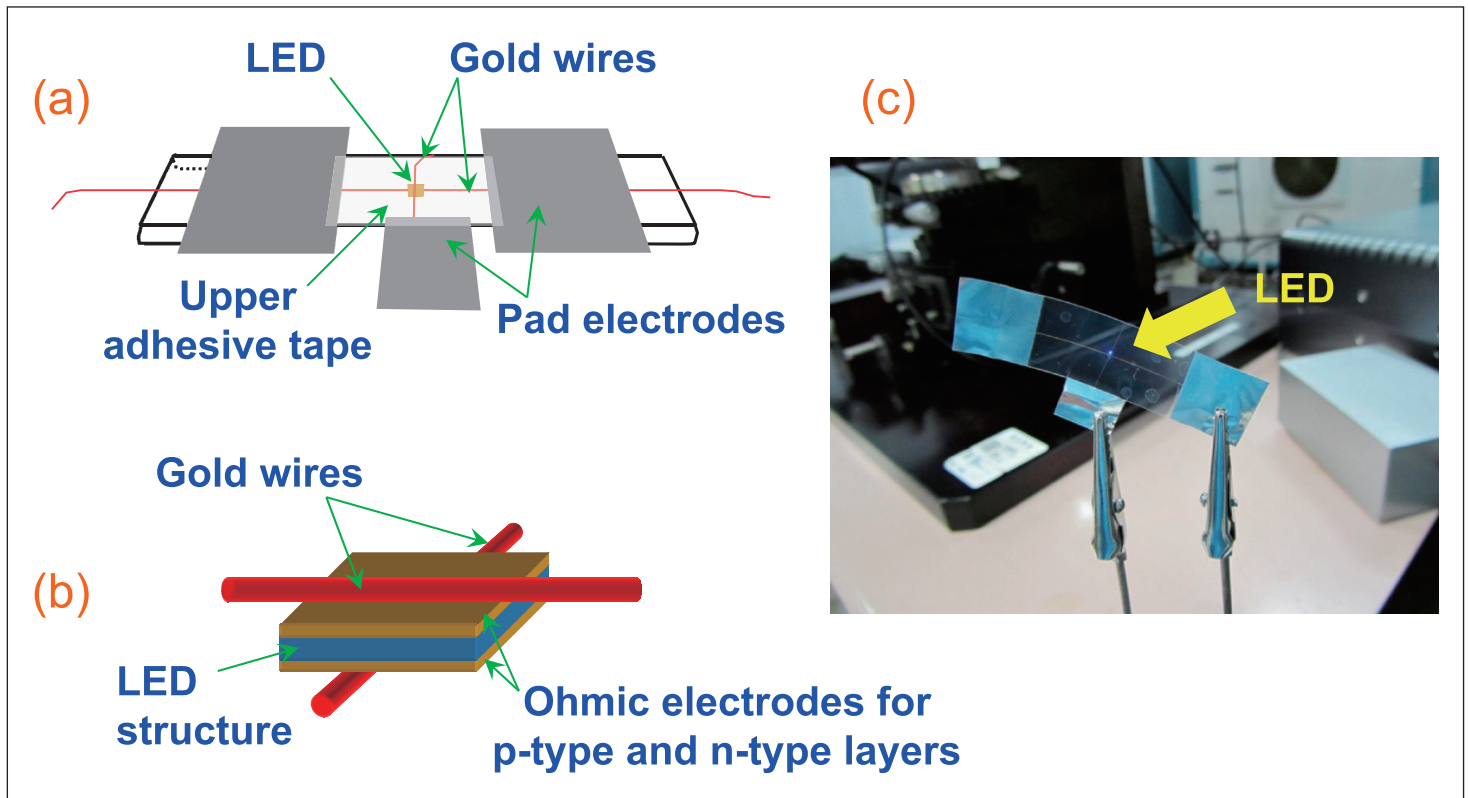 (a)
LED
Gold wires
Upper
adhesive tape
Pad electrodes
(b)
Gold wires
LED
structure
Ohmic electrodes for
p-type and n-type layers
(c)
LED